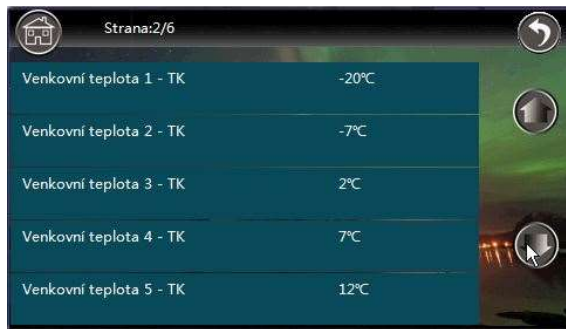 Strana:2/6
Venkovní teplota 1 - TK -20℃
Venkovní teplota 2 - TK -7℃
Venkovní teplota 3 - TK 2℃
Venkovní teplota 4 - TK 7℃
Venkovní teplota 5 - TK 12℃